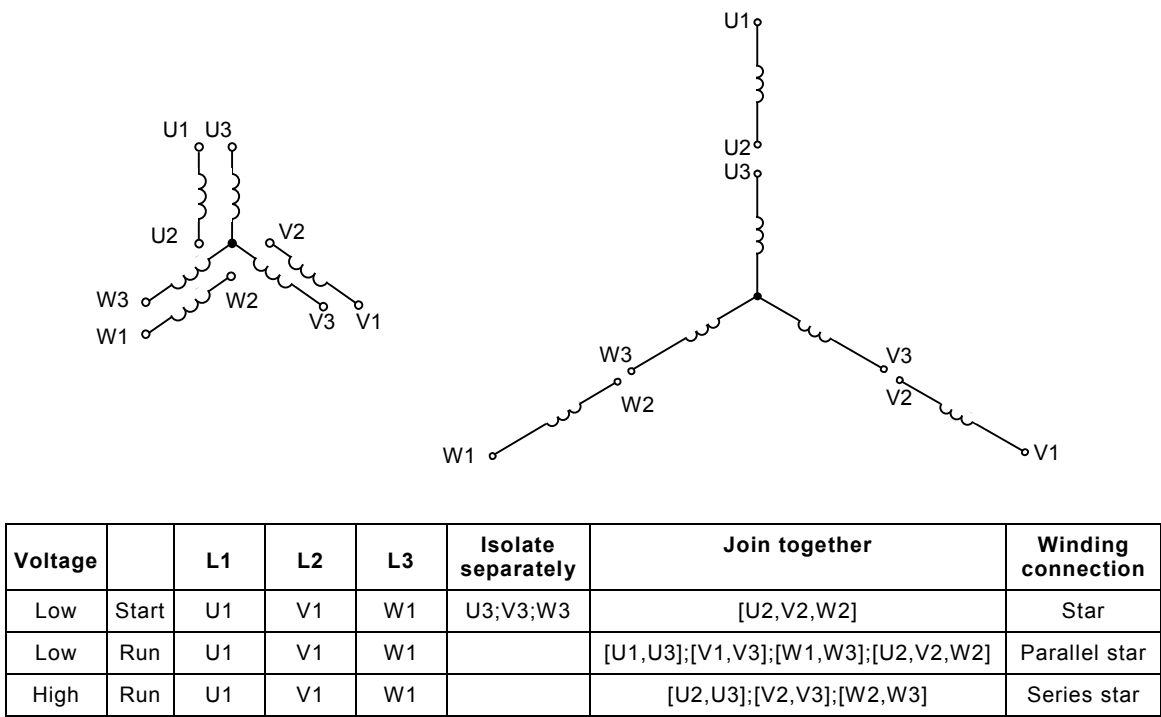 U1
U1 U3
U2
U2
U3
V2
W3
W2
W1
V3
V1
W3
V3
W2
V2
W1
V1
Voltage L1 L2 L3 Isolate separately Join together Winding connection
Low Start U1 V1 W1 U3;V3;W3 [U2,V2,W2] Star
Low Run U1 V1 W1 [U1,U3];[V1,V3];[W1,W3];[U2,V2,W2] Parallel star
High Run U1 V1 W1 [U2,U3];[V2,V3];[W2,W3] Series star